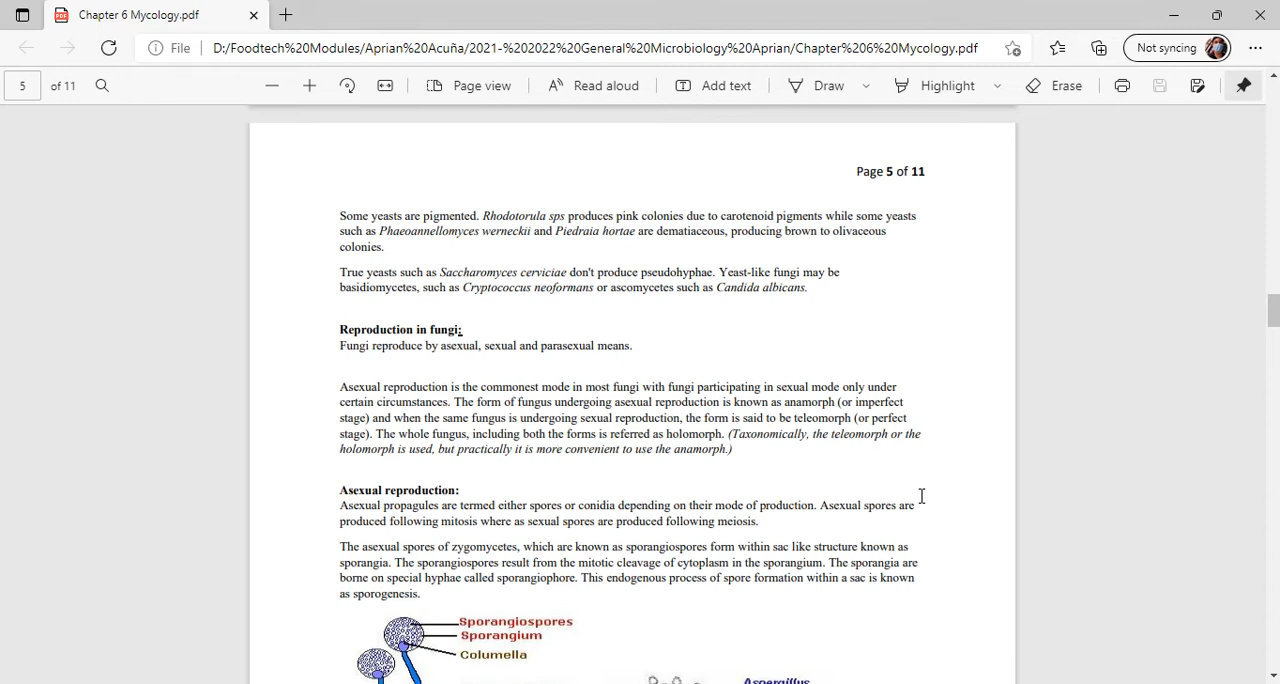 Chapter 6 Mycology.pdf
File
D:/Foodtech%20Modules/Aprian%20Acuña/2021-%202022%20General%20Microbiology%20Aprian/Chapter%206%20Mycology.pdf
Not syncing
5 of 11
Page view
Read aloud
Add text
Draw
Highlight
Erase
Page 5 of 11
Some yeasts are pigmented. Rhodotorula sps produces pink colonies due to carotenoid pigments while some yeasts
such as Phaeoannellomyces werneckii and Piedraia hortae are dematiaceous, producing brown to olivaceous
colonies.
True yeasts such as Saccharomyces cerviciae don't produce pseudohyphae. Yeast-like fungi may be
basidiomycetes, such as Cryptococcus neoformans or ascomycetes such as Candida albicans.
Reproduction in fungi:
Fungi reproduce by asexual, sexual and parasexual means.
Asexual reproduction is the commonest mode in most fungi with fungi participating in sexual mode only under
certain circumstances. The form of fungus undergoing asexual reproduction is known as anamorph (or imperfect
stage) and when the same fungus is undergoing sexual reproduction, the form is said to be teleomorph (or perfect
stage). The whole fungus, including both the forms is referred as holomorph. (Taxonomically, the teleomorph or the
holomorph is used, but practically it is more convenient to use the anamorph.)
Asexual reproduction:
Asexual propagules are termed either spores or conidia depending on their mode of production. Asexual spores are
produced following mitosis where as sexual spores are produced following meiosis.
The asexual spores of zygomycetes, which are known as sporangiospores form within sac like structure known as
sporangia. The sporangiospores result from the mitotic cleavage of cytoplasm in the sporangium. The sporangia are
borne on special hyphae called sporangiophore. This endogenous process of spore formation within a sac is known
as sporogenesis.
Sporangiospores
Sporangium
Columella
Aspergillus